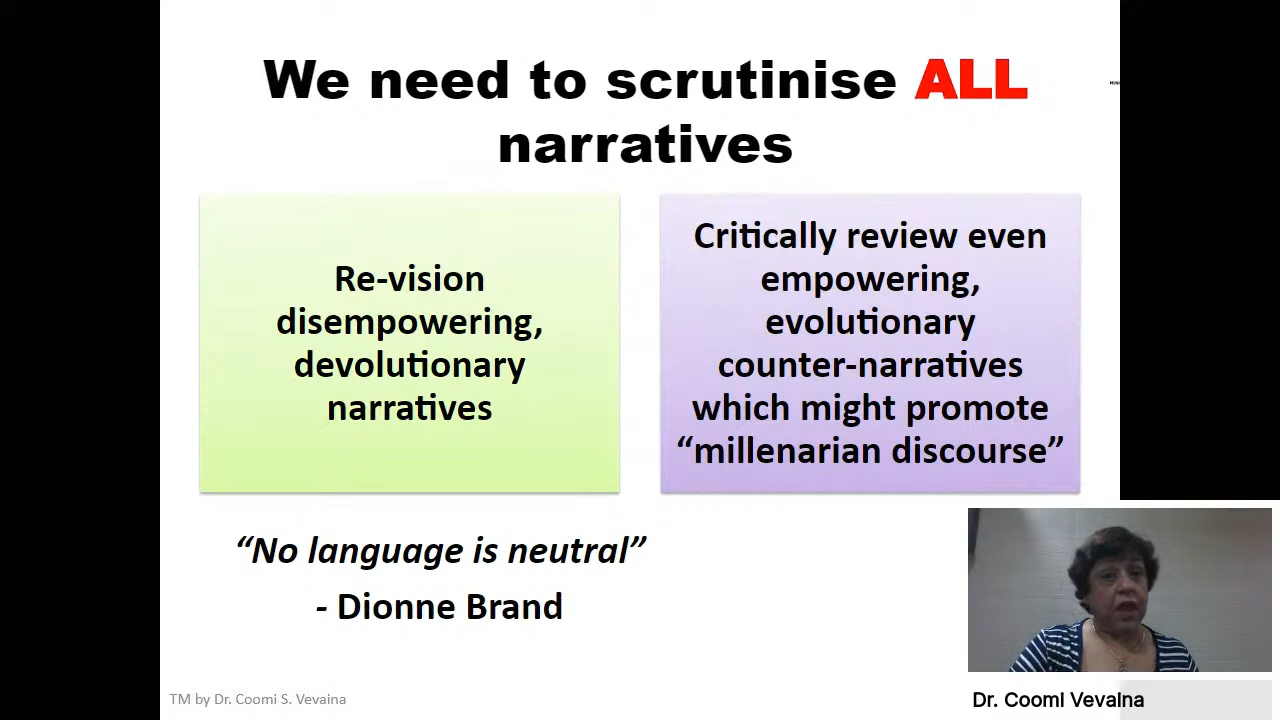 We need to scrutinise ALL
narratives
Re-vision
disempowering,
devolutionary
narratives
Critically review even
empowering,
evolutionary
counter-narratives
which might promote
“millenarian discourse”
“No language is neutral”
- Dionne Brand
TM by Dr. Coomi S. Vevaina
Dr. Coomi Vevaina